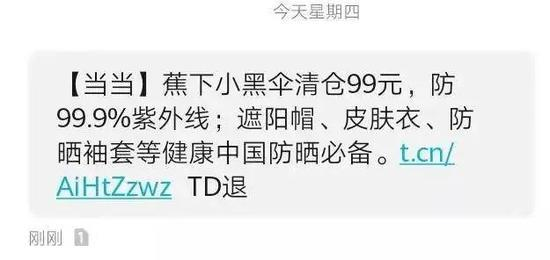 今天星期四
【当当】蕉下小黑伞清仓99元，防
99.9%紫外线；遮阳帽、皮肤衣、防
晒袖套等健康中国防晒必备。t.cn/
AiHtZzwz TD退
刚刚 1